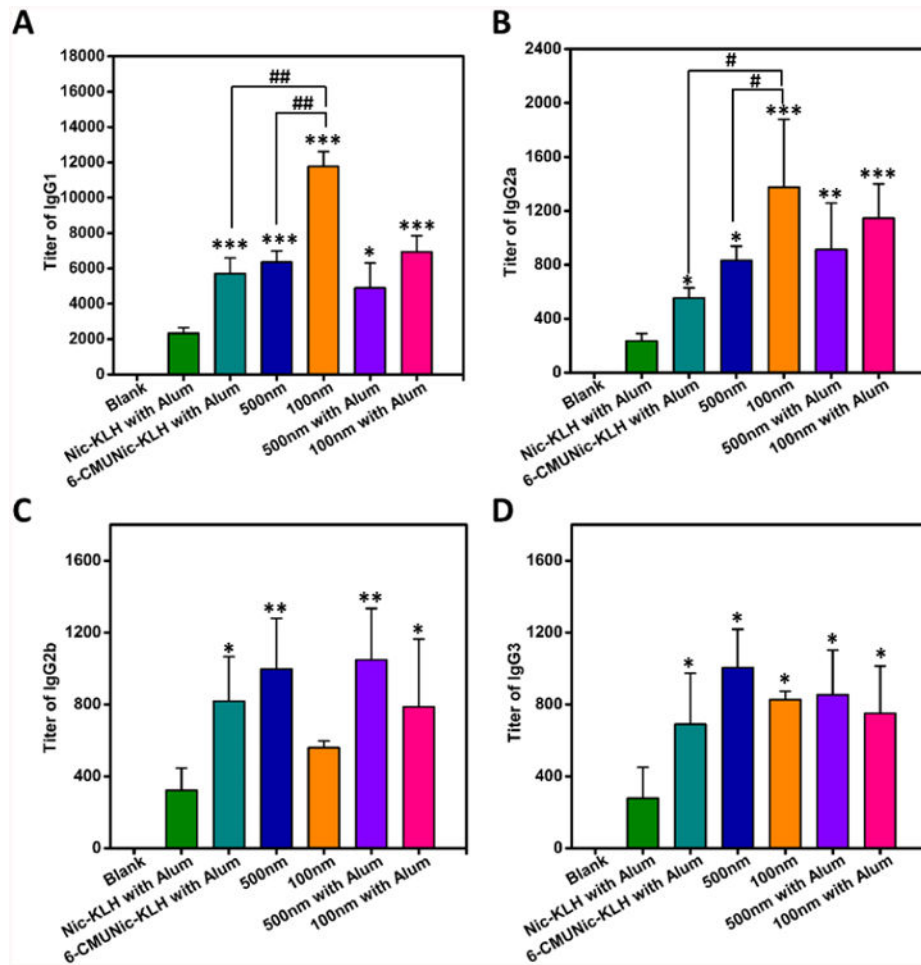 A
Titer of IgG1
18000
16000
14000
12000
10000
8000
6000
4000
2000
0
##
##
***
***
***
*
***
Blank
Nic-KLH with Alum
6-CMUNic-KLH with Alum
500nm
100nm
500nm with Alum
100nm with Alum
B
Titer of IgG2a
2400
2000
1600
1200
800
400
0
#
#
*
*
***
**
***
Blank
Nic-KLH with Alum
6-CMUNic-KLH with Alum
500nm
100nm
500nm with Alum
100nm with Alum
C
Titer of IgG2b
1600
1200
800
400
0
*
**
**
*
Blank
Nic-KLH with Alum
6-CMUNic-KLH with Alum
500nm
100nm
500nm with Alum
100nm with Alum
D
Titer of IgG3
1600
1200
800
400
0
*
*
*
*
*
Blank
Nic-KLH with Alum
6-CMUNic-KLH with Alum
500nm
100nm
500nm with Alum
100nm with Alum